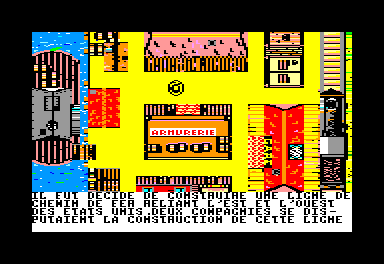 ARMURERIE
IL FUT DECIDE DE CONSTRUIRE UNE LIGNE DE
CHEMIN DE FER RELIANT L'EST ET L'OUEST
DES ETATS UNIS.DEUX COMPAGNIES SE DIS-
PUTAIENT LA CONSTRUCTION DE CETTE LIGNE